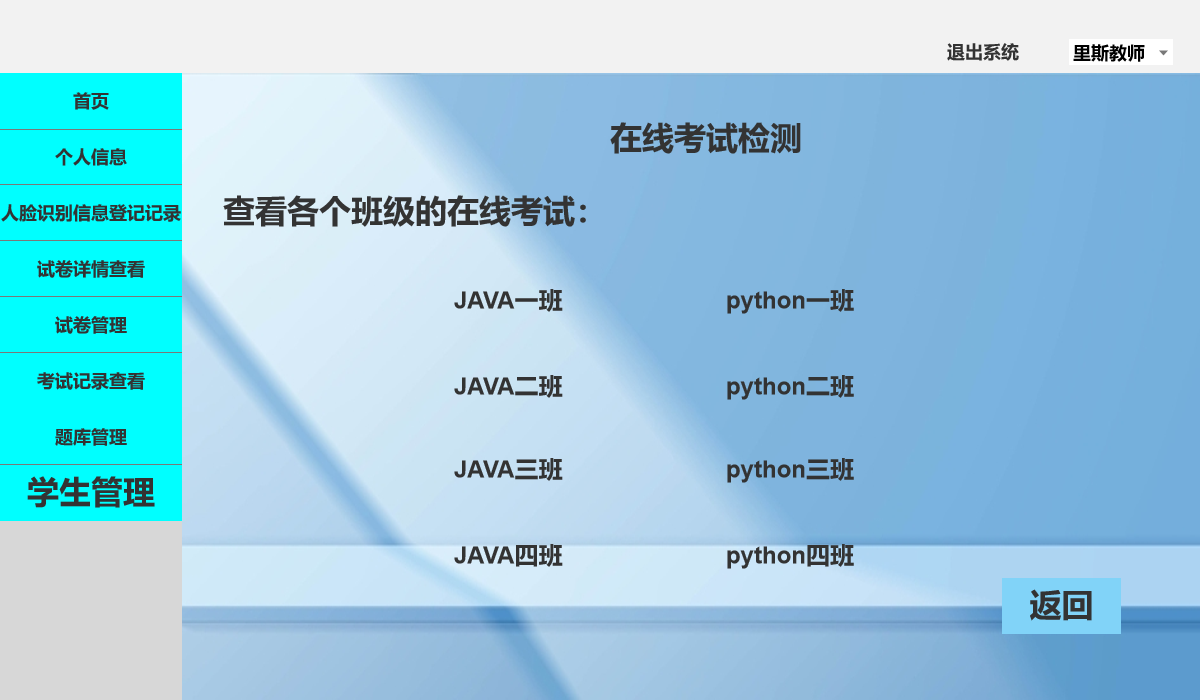 退出系统
里斯教师
首页
个人信息
人脸识别信息登记记录
试卷详情查看
试卷管理
考试记录查看
题库管理
学生管理
在线考试检测
查看各个班级的在线考试：
JAVA一班 python一班
JAVA二班 python二班
JAVA三班 python三班
JAVA四班 python四班
返回